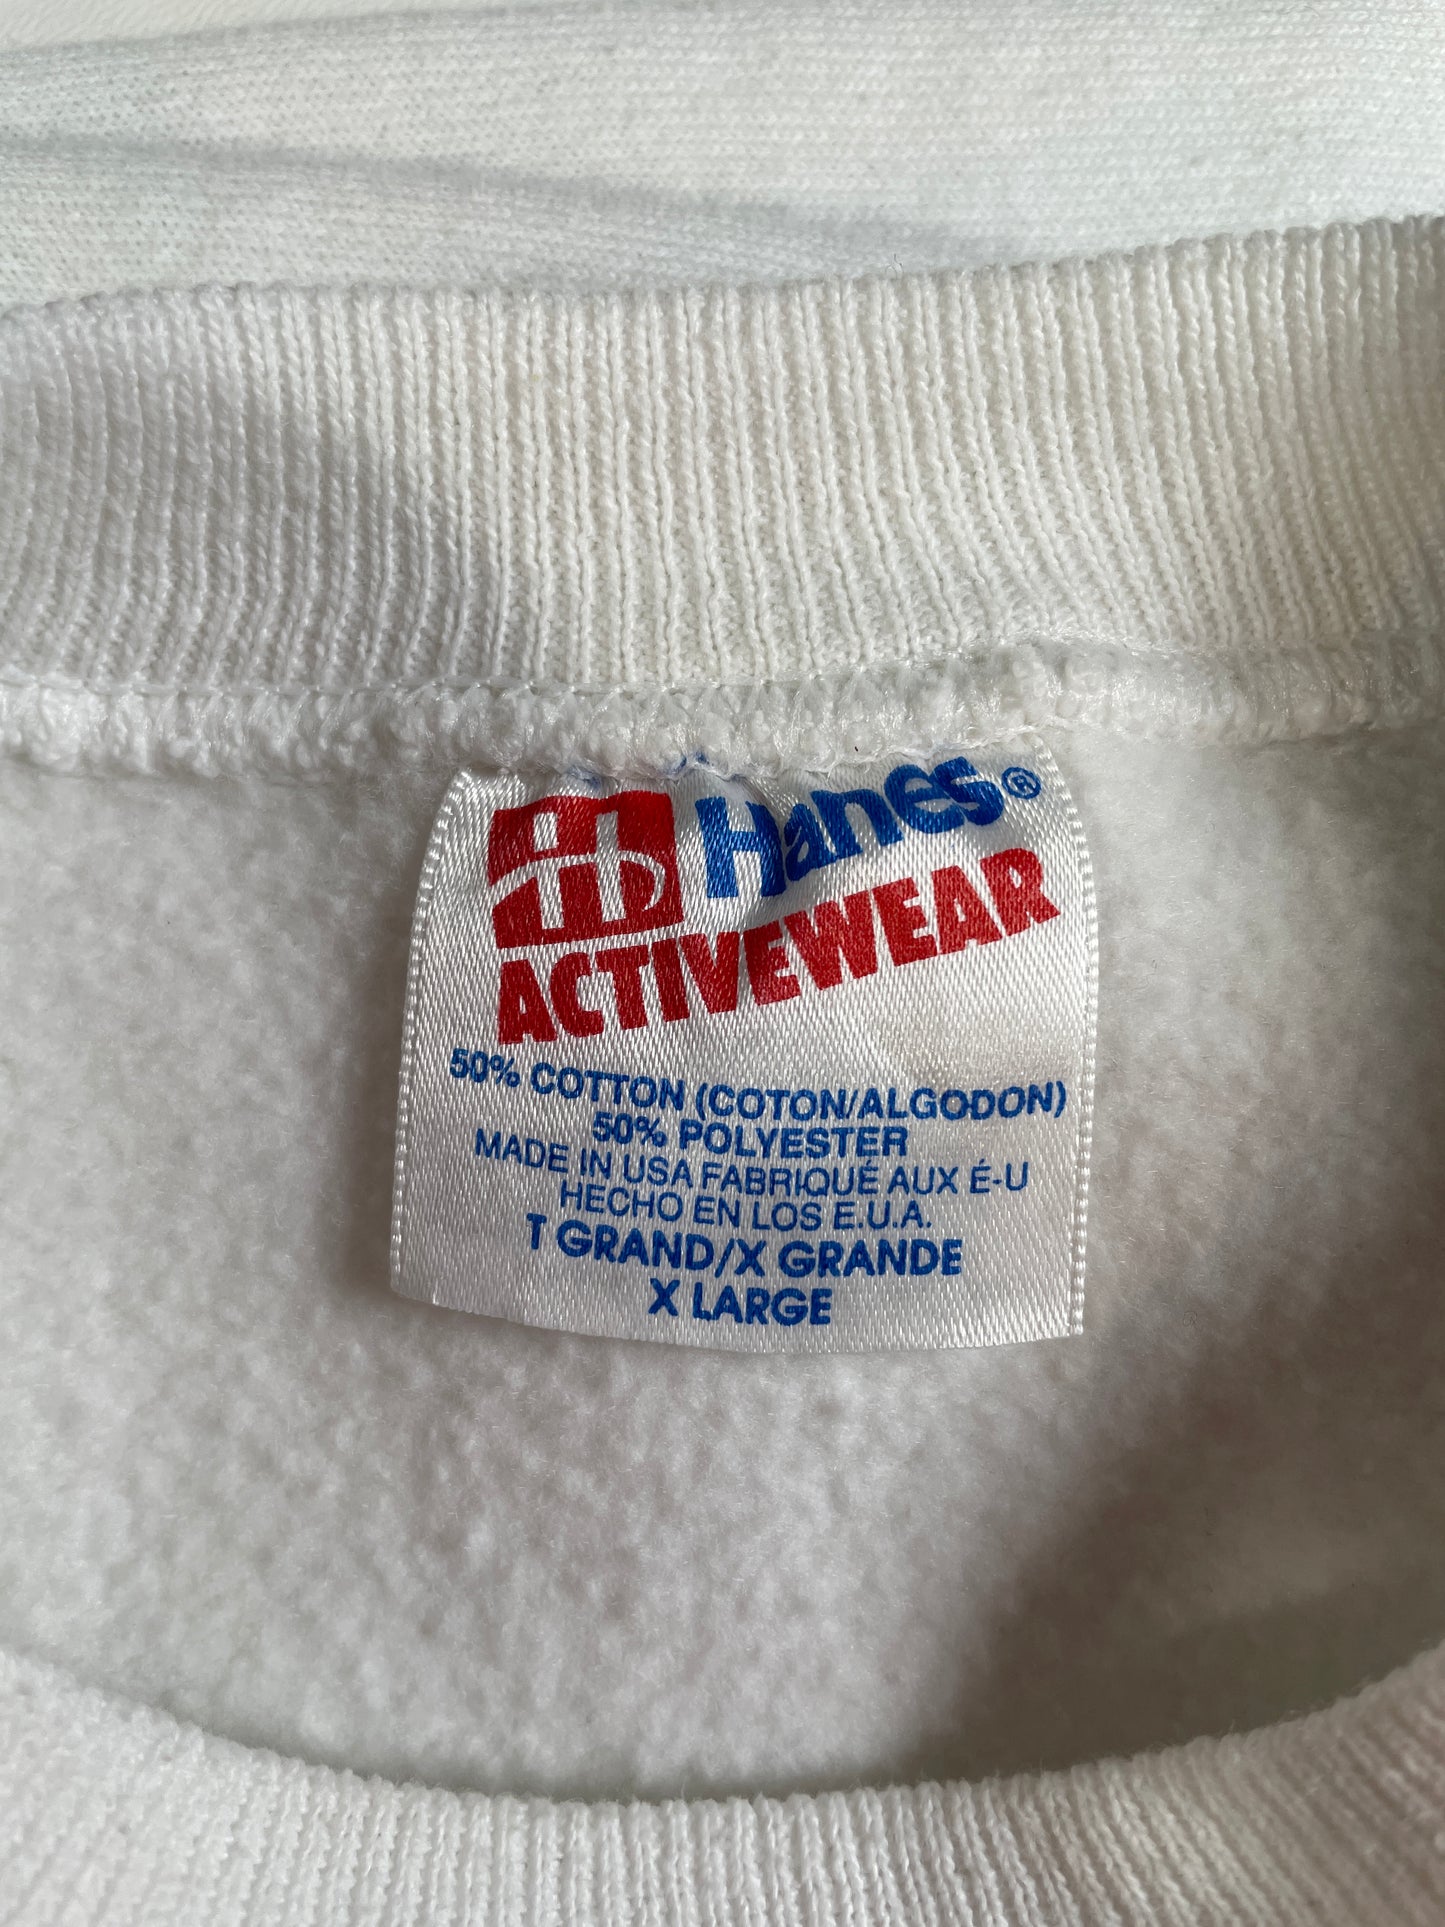 Hanes®
ACTIVEWEAR
50% COTTON (COTON/ALGODON)
50% POLYESTER
MADE IN USA FABRIQUÉ AUX É-U
HECHO EN LOS E.U.A.
T GRAND/X GRANDE
X LARGE